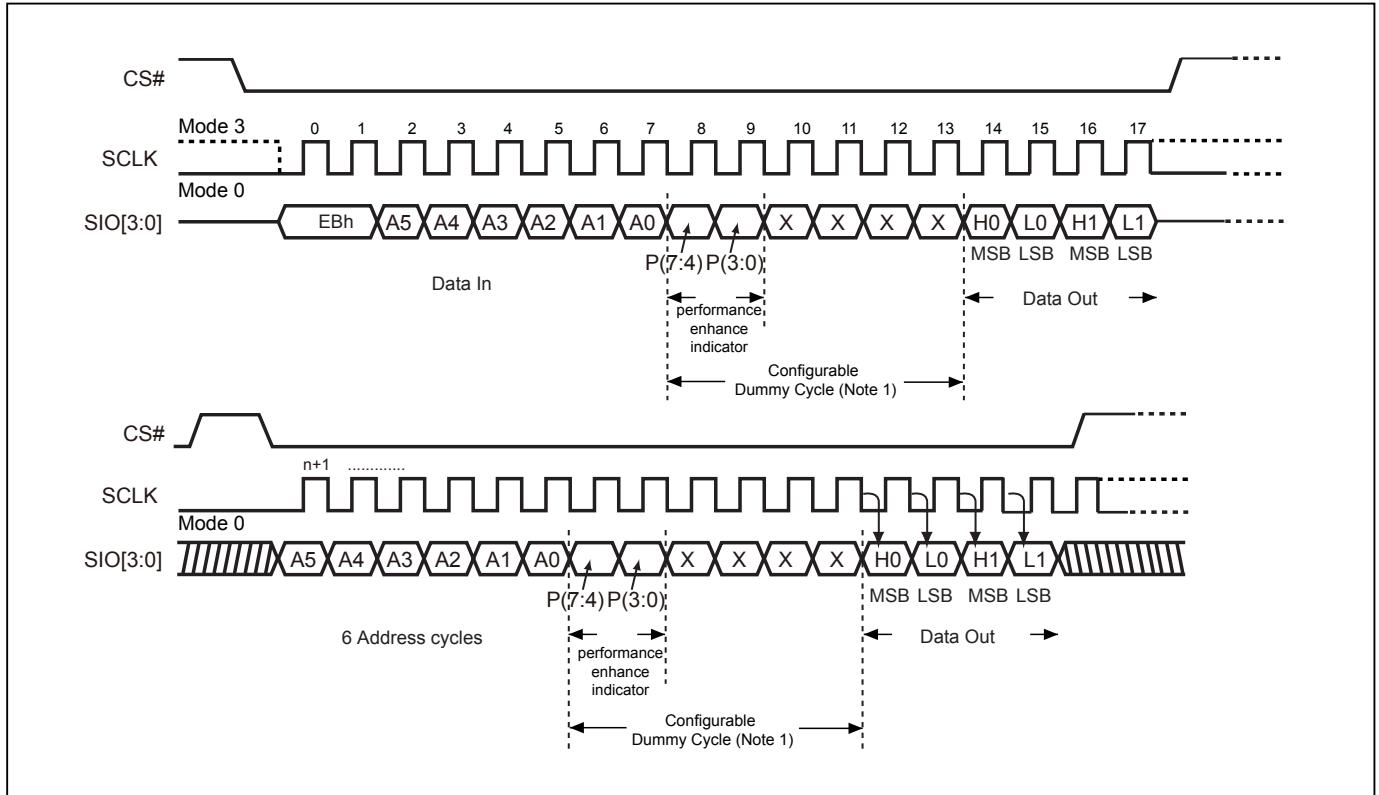 CS#
Mode 3
0 1 2 3 4 5 6 7 8 9 10 11 12 13 14 15 16 17
SCLK
Mode 0
SIO[3:0] EBh A5 A4 A3 A2 A1 A0 X X X X H0 L0 H1 L1
MSB LSB MSB LSB
P(7:4) P(3:0)
Data In
Data Out
performance
enhance
indicator
Configurable
Dummy Cycle (Note 1)
CS#
n+1 .............
SCLK
Mode 0
SIO[3:0] A5 A4 A3 A2 A1 A0 X X X X H0 L0 H1 L1
P(7:4) P(3:0)
MSB LSB MSB LSB
6 Address cycles
Data Out
performance
enhance
indicator
Configurable
Dummy Cycle (Note 1)